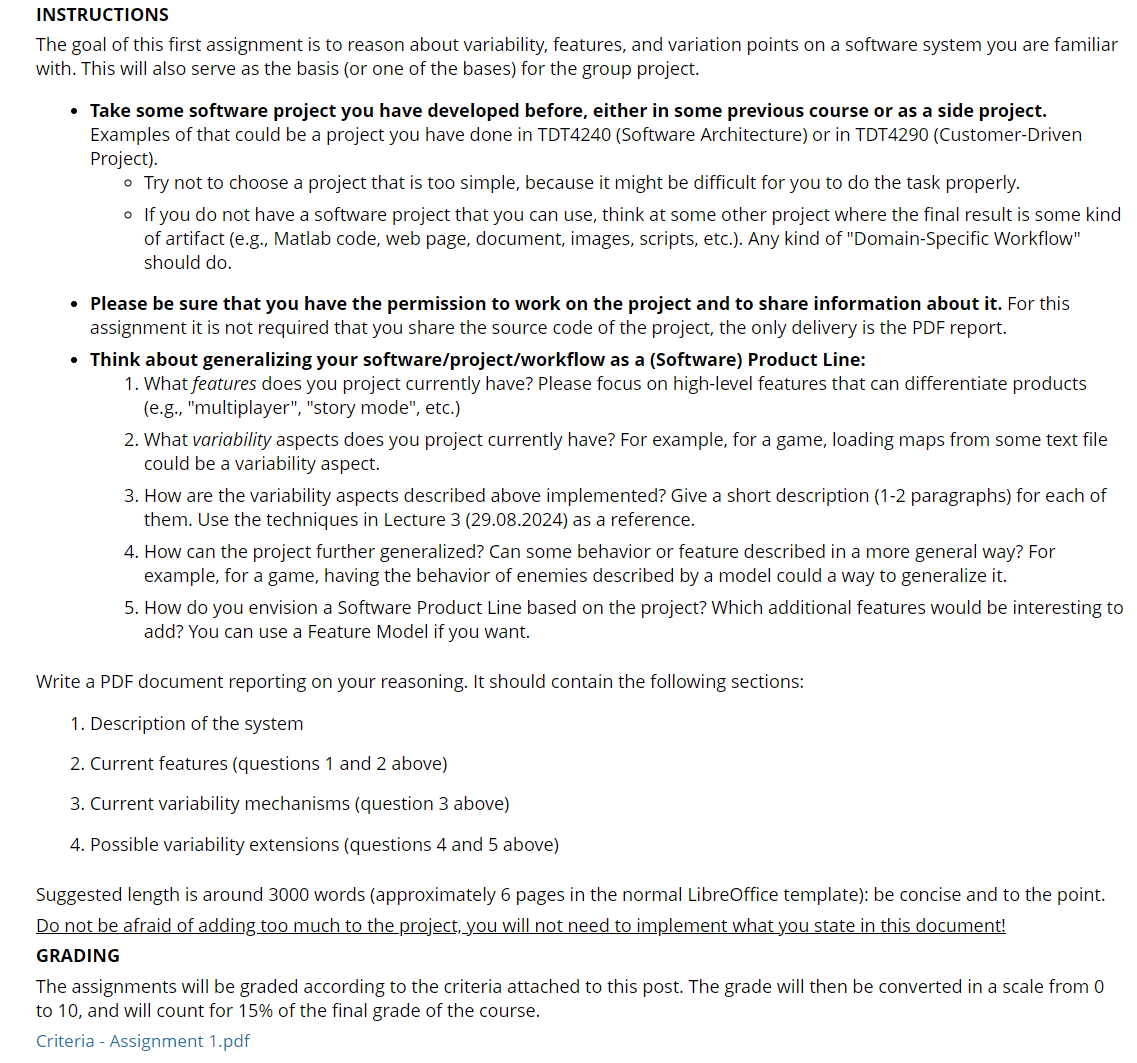 INSTRUCTIONS
The goal of this first assignment is to reason about variability, features, and variation points on a software system you are familiar
with. This will also serve as the basis (or one of the bases) for the group project.
• Take some software project you have developed before, either in some previous course or as a side project.
Examples of that could be a project you have done in TDT4240 (Software Architecture) or in TDT4290 (Customer-Driven
Project).
◦ Try not to choose a project that is too simple, because it might be difficult for you to do the task properly.
◦ If you do not have a software project that you can use, think at some other project where the final result is some kind
of artifact (e.g., Matlab code, web page, document, images, scripts, etc.). Any kind of "Domain-Specific Workflow"
should do.
• Please be sure that you have the permission to work on the project and to share information about it. For this
assignment it is not required that you share the source code of the project, the only delivery is the PDF report.
• Think about generalizing your software/project/workflow as a (Software) Product Line:
1. What features does you project currently have? Please focus on high-level features that can differentiate products
(e.g., "multiplayer", "story mode", etc.)
2. What variability aspects does you project currently have? For example, for a game, loading maps from some text file
could be a variability aspect.
3. How are the variability aspects described above implemented? Give a short description (1-2 paragraphs) for each of
them. Use the techniques in Lecture 3 (29.08.2024) as a reference.
4. How can the project further generalized? Can some behavior or feature described in a more general way? For
example, for a game, having the behavior of enemies described by a model could a way to generalize it.
5. How do you envision a Software Product Line based on the project? Which additional features would be interesting to
add? You can use a Feature Model if you want.
Write a PDF document reporting on your reasoning. It should contain the following sections:
1. Description of the system
2. Current features (questions 1 and 2 above)
3. Current variability mechanisms (question 3 above)
4. Possible variability extensions (questions 4 and 5 above)
Suggested length is around 3000 words (approximately 6 pages in the normal LibreOffice template): be concise and to the point.
Do not be afraid of adding too much to the project, you will not need to implement what you state in this document!
GRADING
The assignments will be graded according to the criteria attached to this post. The grade will then be converted in a scale from 0
to 10, and will count for 15% of the final grade of the course.
Criteria - Assignment 1.pdf